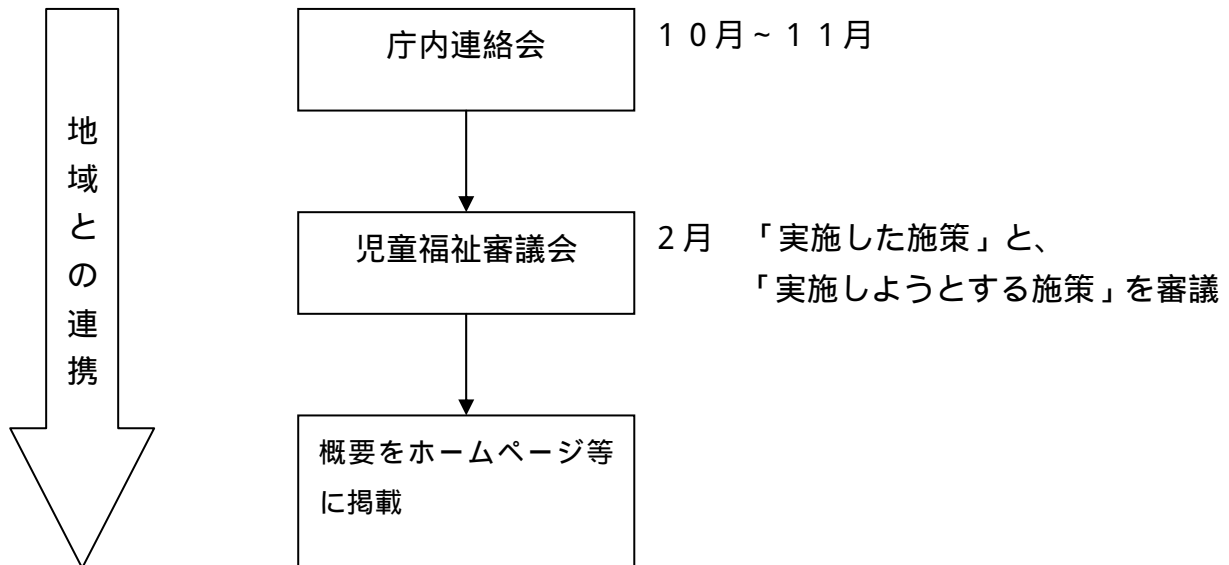 地域との連携
庁内連絡会
10月~11月
児童福祉審議会
2月 「実施した施策」と、
「実施しようとする施策」を審議
概要をホームページ等
に掲載